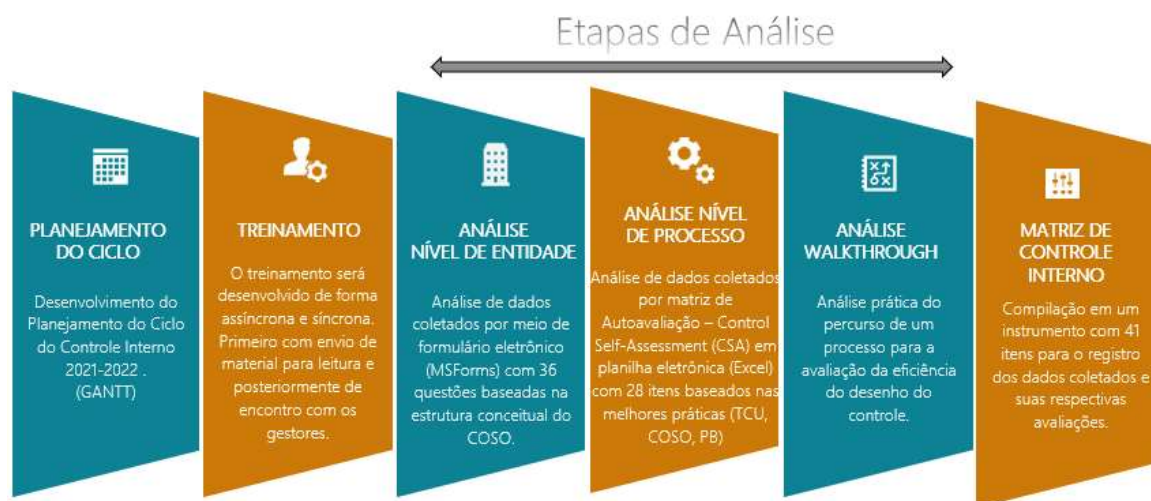 Etapas de Análise
PLANEJAMENTO
DO CICLO
Desenvolvimento do
Planejamento do Ciclo
do Controle Interno
2021-2022 .
(GANTT)
TREINAMENTO
O treinamento será
desenvolvido de forma
assíncrona e síncrona.
Primeiro com envio de
material para leitura e
posteriormente de
encontro com os
gestores.
ANÁLISE
NÍVEL DE ENTIDADE
Análise de dados
coletados por meio de
formulário eletrônico
(MSForms) com 36
questões baseadas na
estrutura conceitual do
COSO.
ANÁLISE NÍVEL
DE PROCESSO
Análise de dados coletados
por matriz de
Autoavaliação – Control
Self-Assessment (CSA) em
planilha eletrônica (Excel)
com 28 itens baseados nas
melhores práticas (TCU,
COSO, PB)
ANÁLISE
WALKTHROUGH
Análise prática do
percurso de um
processo para a
avaliação da eficiência
do desenho do
controle.
MATRIZ DE
CONTROLE
INTERNO
Compilação em um
instrumento com 41
itens para o registro
dos dados coletados e
suas respectivas
avaliações.